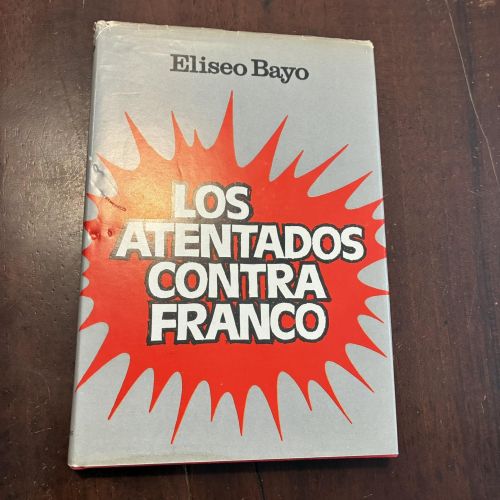 Eliseo Bayo
LOS
ATENTADOS
CONTRA
FRANCO